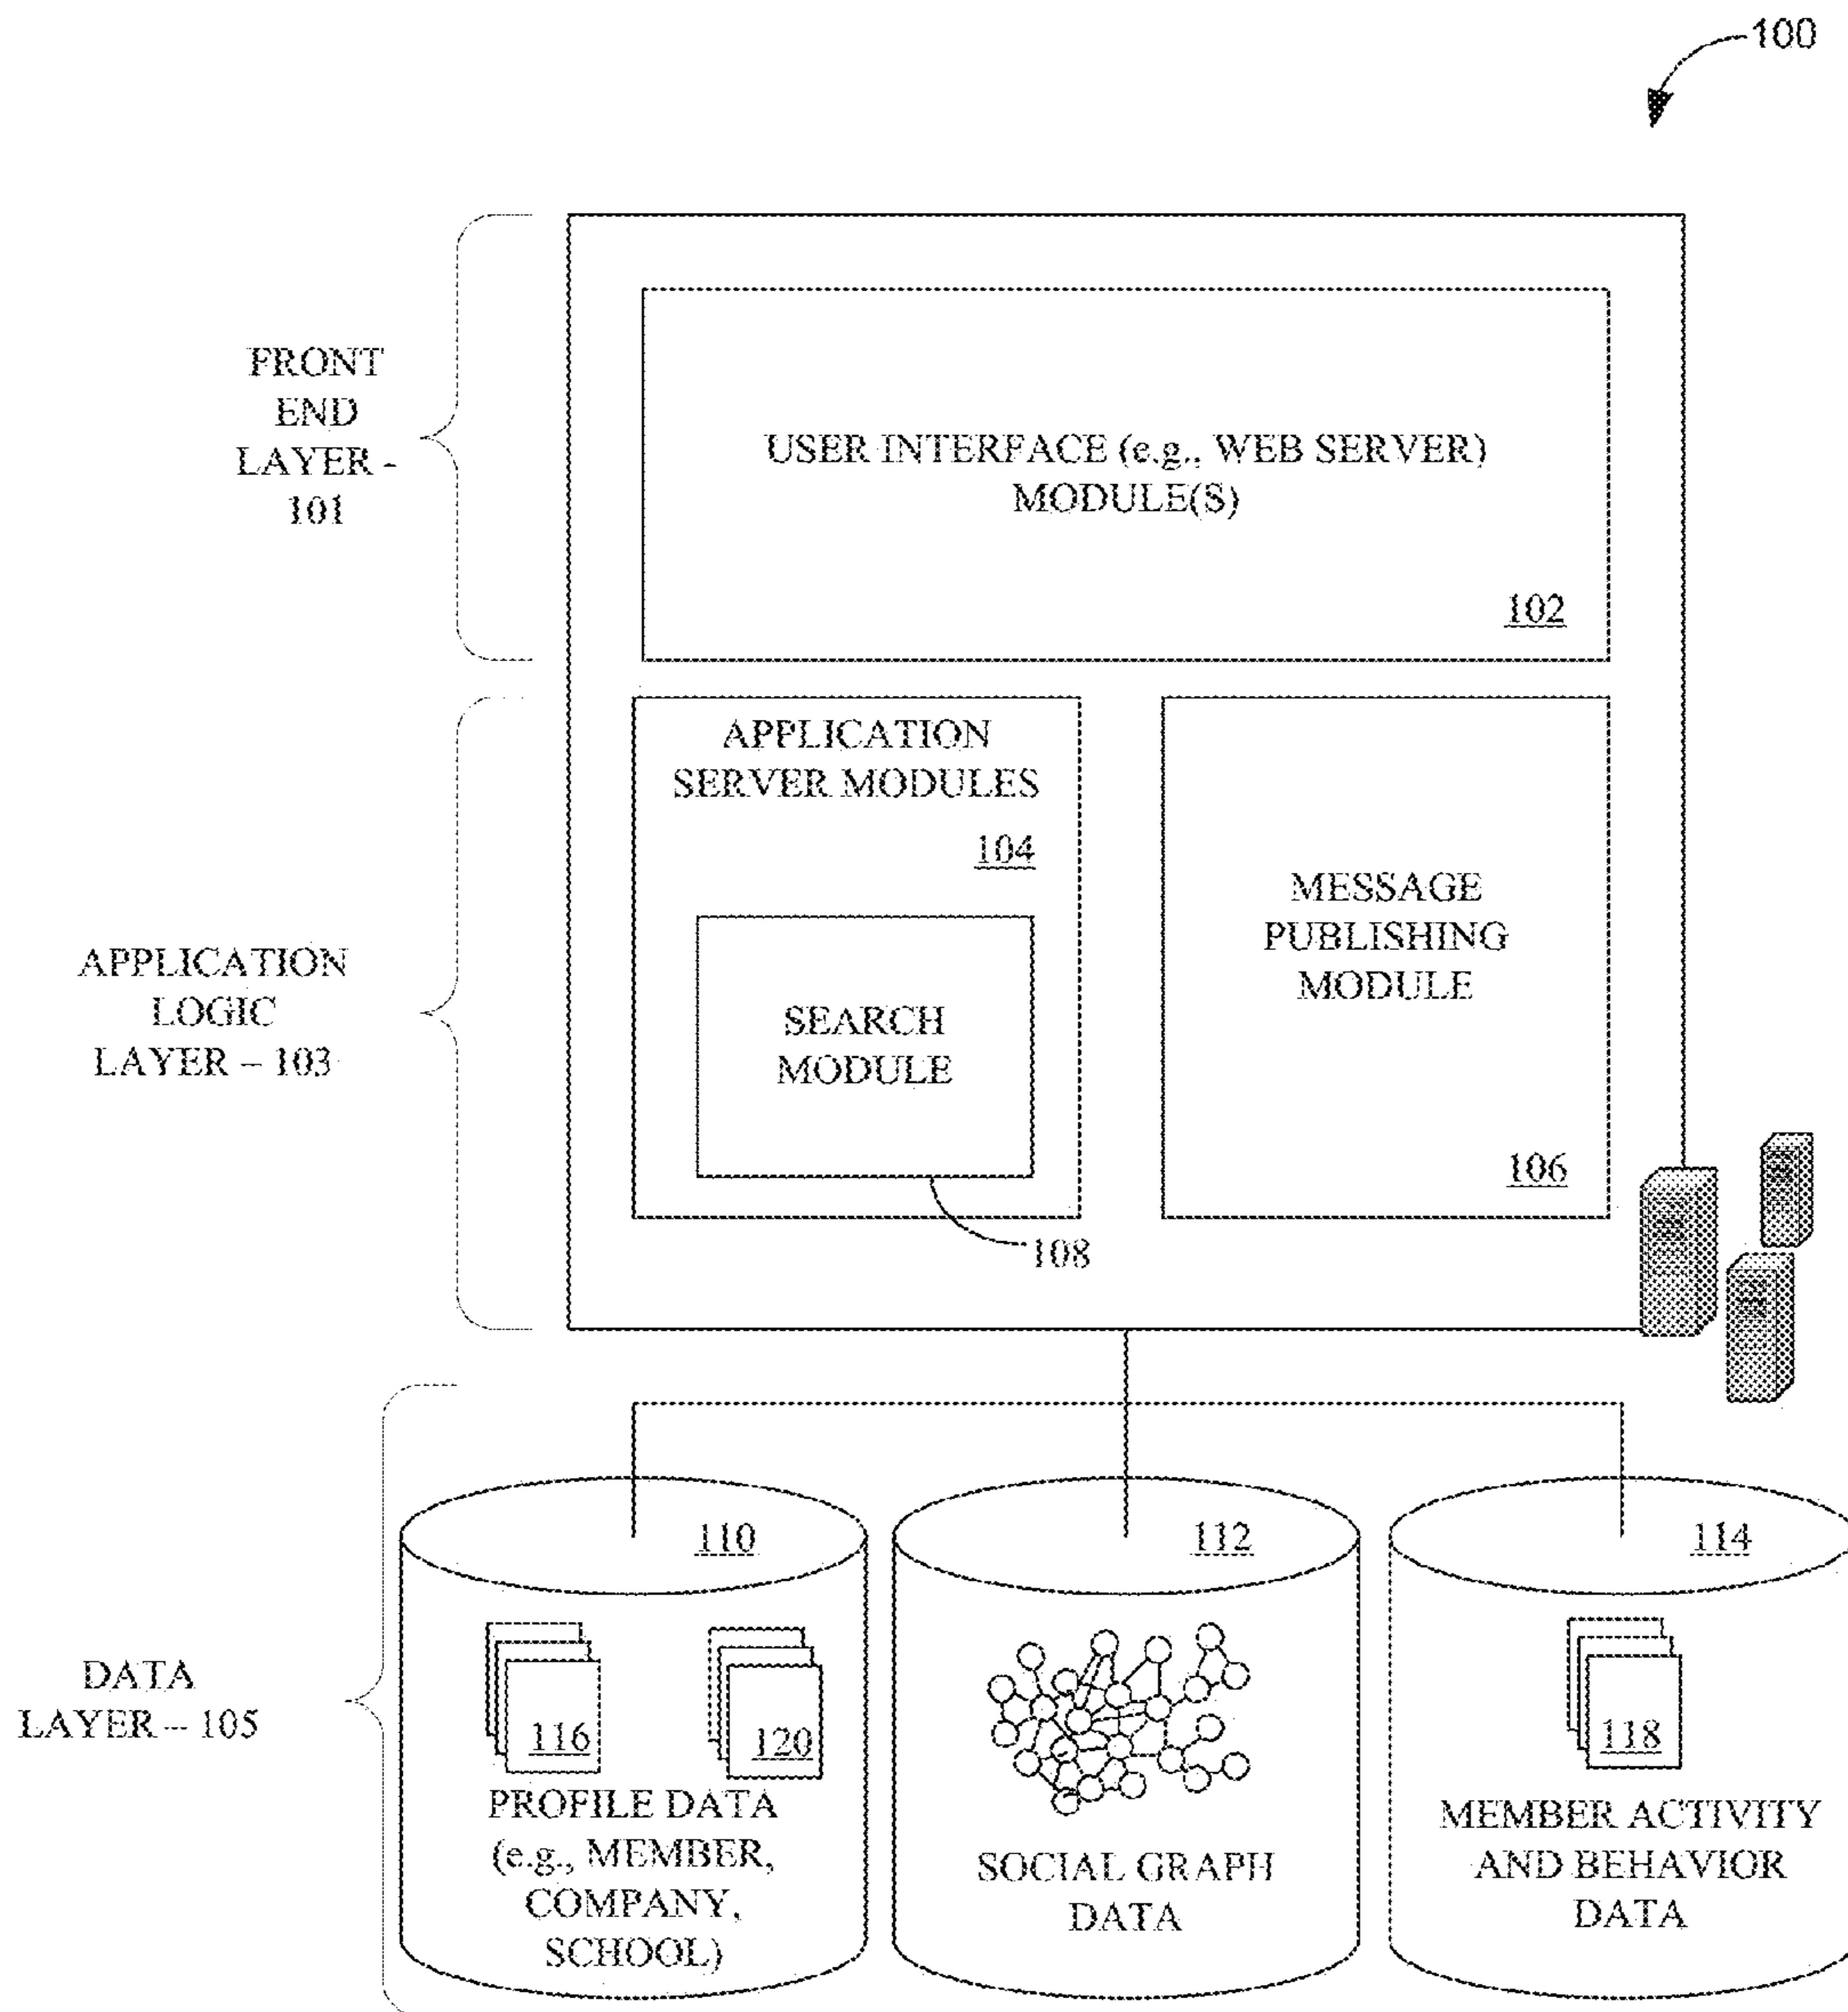 100
FRONT
END
LAYER -
101
USER INTERFACE (e.g., WEB SERVER)
MODULE(S)
102
APPLICATION
LOGIC
LAYER – 103
APPLICATION
SERVER MODULES
104
SEARCH
MODULE
108
MESSAGE
PUBLISHING
MODULE
106
DATA
LAYER – 105
110
116
120
PROFILE DATA
(e.g., MEMBER,
COMPANY,
SCHOOL)
112
SOCIAL GRAPH
DATA
114
118
MEMBER ACTIVITY
AND BEHAVIOR
DATA